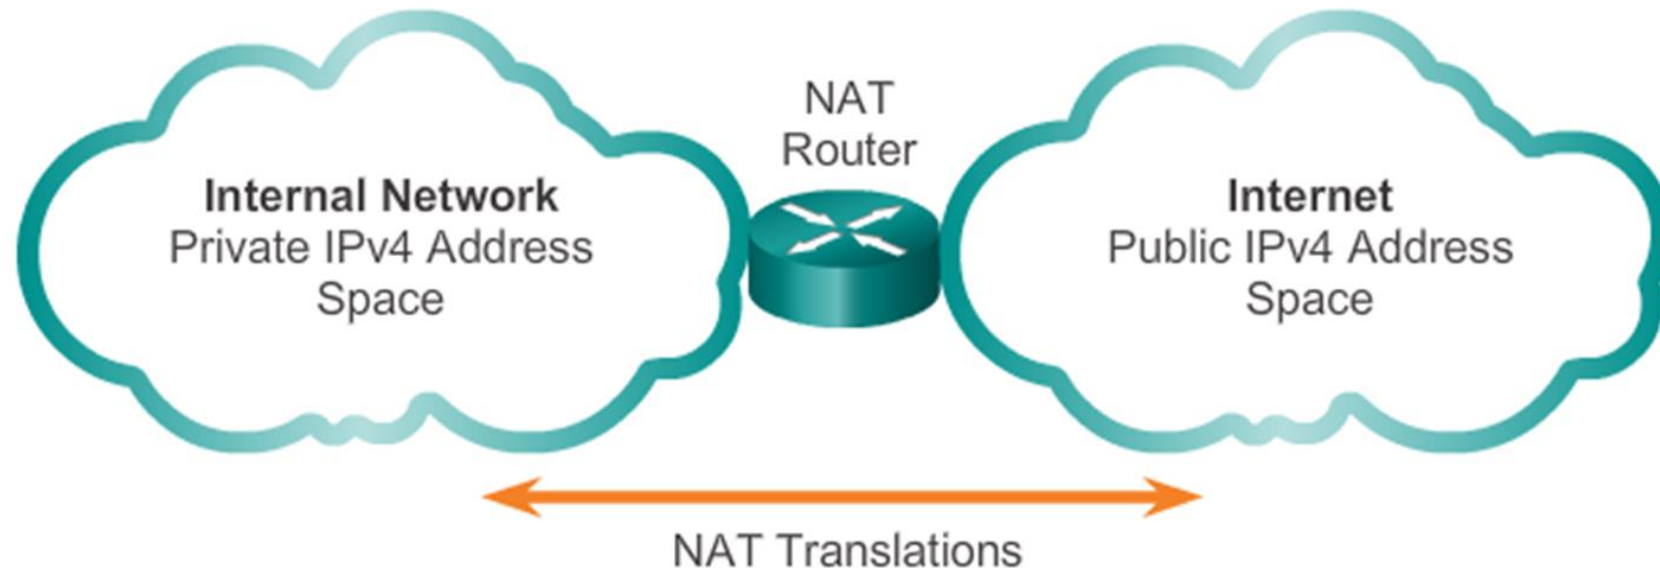 NAT
Router
Internal Network
Private IPv4 Address
Space
Internet
Public IPv4 Address
Space
NAT Translations